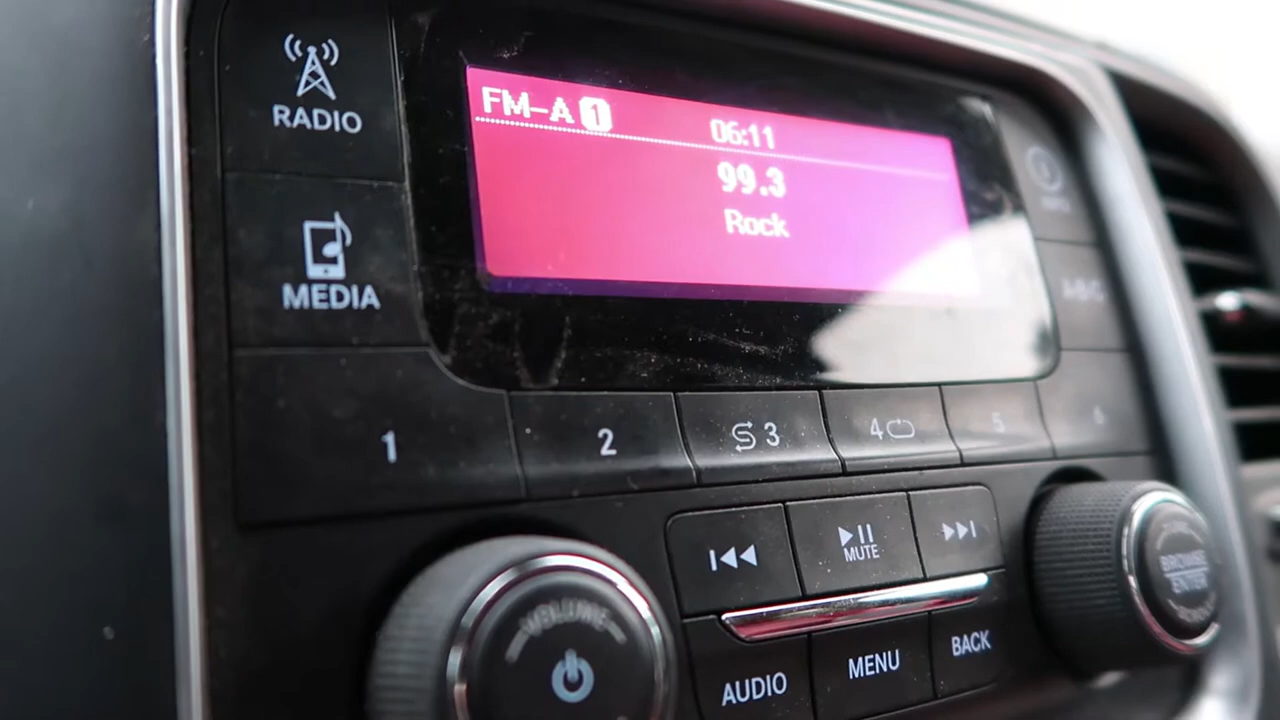 RADIO
FM-A 1
06:11
99.3
Rock
MEDIA
1
2
3
4
5
6
MUTE
VOLUME
BROWSE
ENTER
AUDIO
MENU
BACK